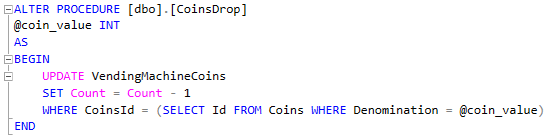 ALTER PROCEDURE [dbo].[CoinsDrop]
@coin_value INT
AS
BEGIN
UPDATE VendingMachineCoins
SET Count = Count - 1
WHERE CoinsId = (SELECT Id FROM Coins WHERE Denomination = @coin_value)
END